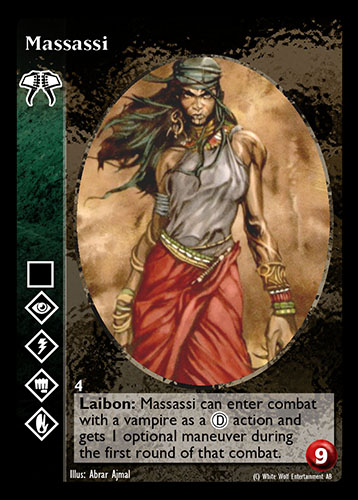 Massassi
4
Laibon: Massassi can enter combat
with a vampire as a Ⓓ action and
gets 1 optional maneuver during
the first round of that combat.
9
Illus: Abrar Ajmal
(C) White Wolf Entertainment AB